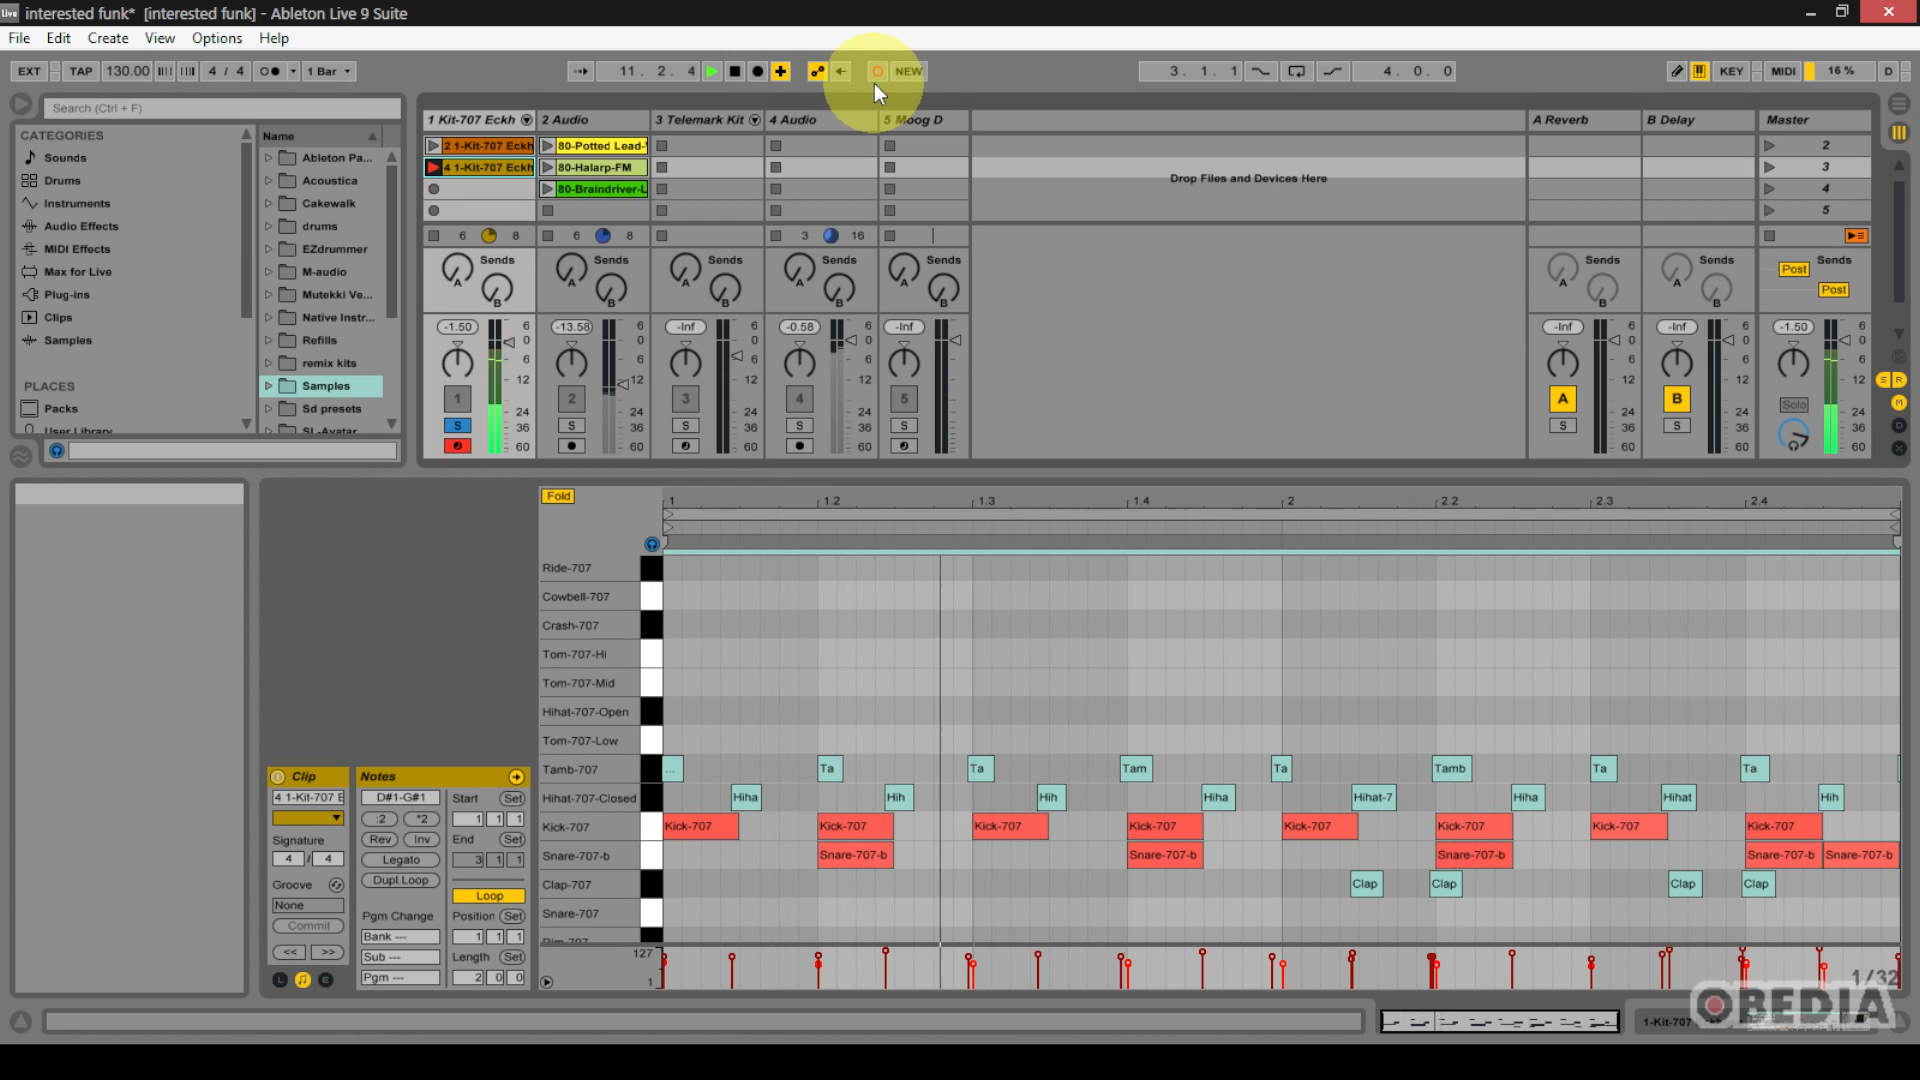 interested funk*  [interested funk] - Ableton Live 9 Suite
File Edit Create View Options Help
EXT TAP 130.00 4 / 4 1 Bar 11. 2. 4 NEW 3. 1. 1 4. 0. 0 KEY MIDI 16 % D
Search (Ctrl + F)
CATEGORIES
Sounds
Drums
Instruments
Audio Effects
MIDI Effects
Max for Live
Plug-ins
Clips
Samples
PLACES
Packs
User Library
Name
Ableton Pa...
Acoustica
Cakewalk
drums
EZdrummer
M-audio
Mutekki Ve...
Native Instr...
Refills
remix kits
Samples
Sd presets
SL-Avatar
1 Kit-707 Eckh 2 Audio 3 Telemark Kit 4 Audio 5 Moog D A Reverb B Delay Master
2 1-Kit-707 Eckh 80-Potted Lead- 2
4 1-Kit-707 Eckh 80-Halarp-FM 3
Drop Files and Devices Here
80-Braindriver-L 4
5
6 8 6 8 3 16
Sends Sends Sends Sends Sends Sends Sends Sends
A A A A A A A Post
B B B B B B B Post
-1.50 -13.58 -Inf -0.58 -Inf -Inf -Inf -1.50
6 6 6 6 6 6 6
0 0 0 0 0 0 0
6 6 6 6 6 6 6
12 12 12 12 12 12 12
1 2 3 4 5 A B Solo
24 24 24 24 24 24 24
S S S S S S S
36 36 36 36 36 36 36
60 60 60 60 60 60 60
S R
M
D
X
Fold
1 1.2 1.3 1.4 2 2.2 2.3 2.4
Ride-707
Cowbell-707
Crash-707
Tom-707-Hi
Tom-707-Mid
Hihat-707-Open
Tom-707-Low
Tamb-707 ... Ta Ta Tam Ta Tamb Ta Ta
Hihat-707-Closed Hiha Hih Hih Hiha Hihat-7 Hiha Hihat Hih
Kick-707 Kick-707 Kick-707 Kick-707 Kick-707 Kick-707 Kick-707 Kick-707 Kick-707
Snare-707-b Snare-707-b Snare-707-b Snare-707-b Snare-707-b Snare-707-b
Clap-707 Clap Clap Clap Clap
Snare-707
Rim-707
127
1
1/32
Clip
4 1-Kit-707 E
Signature
4 / 4
Groove
None
Commit
<< >>
L E
Notes
D#1-G#1
:2 *2
Rev Inv
Legato
Dupl.Loop
Pgm Change
Bank ---
Sub ---
Pgm ---
Start Set
1 1 1
End Set
3 1 1
Loop
Position Set
1 1 1
Length Set
2 0 0
OBEDIA
1-Kit-707